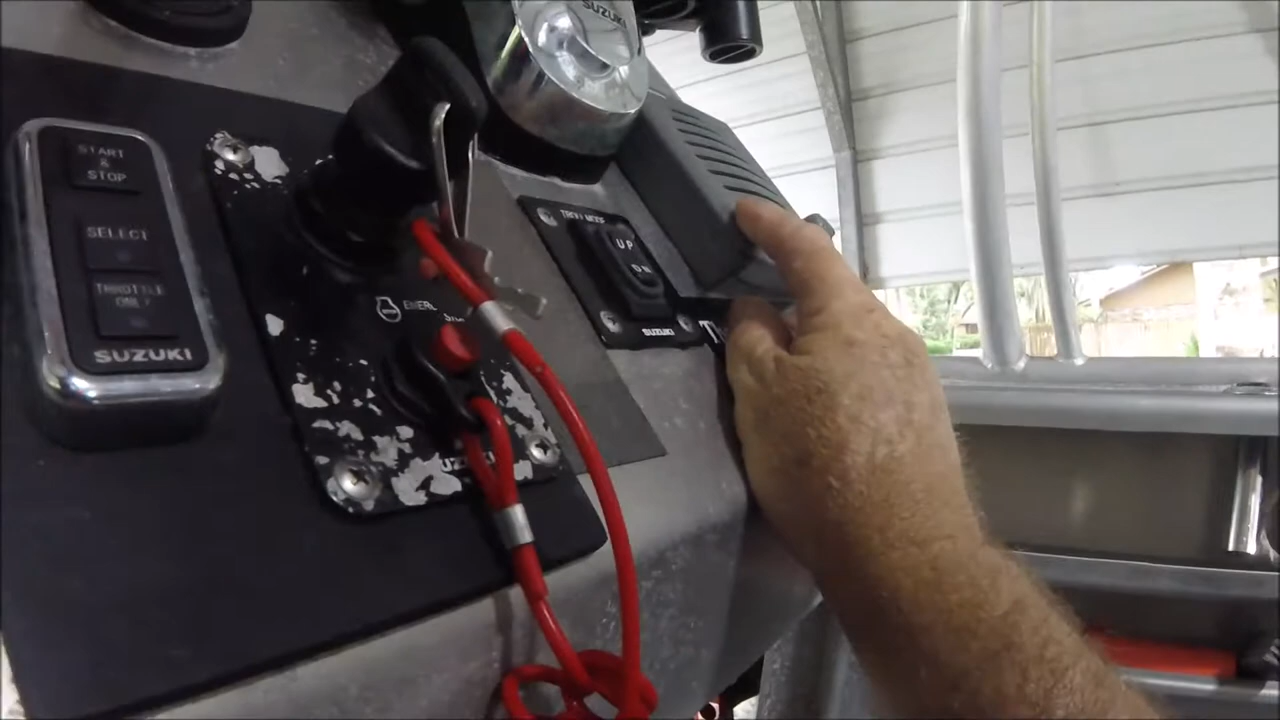 SUZUKI
START
&
STOP
SELECT
THROTTLE
ONLY
SUZUKI
UP
DN
SUZUKI